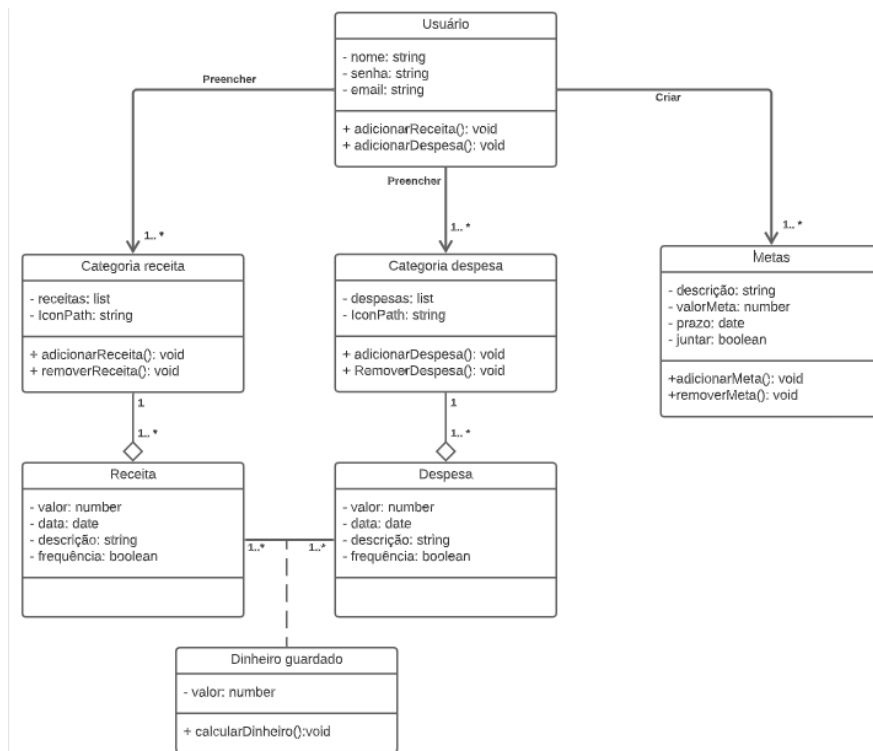 Usuário
- nome: string
- senha: string
- email: string
+ adicionarReceita(): void
+ adicionarDespesa(): void
Preencher
Criar
Preencher
1.. *
1.. *
1.. *
Categoria receita
- receitas: list
- IconPath: string
+ adicionarReceita(): void
+ removerReceita(): void
Categoria despesa
- despesas: list
- IconPath: string
+ adicionarDespesa(): void
+ RemoverDespesa(): void
Metas
- descrição: string
- valorMeta: number
- prazo: date
- juntar: boolean
+adicionarMeta(): void
+removerMeta(): void
1
1.. *
1
1.. *
Receita
- valor: number
- data: date
- descrição: string
- frequência: boolean
1..*
1..*
Despesa
- valor: number
- data: date
- descrição: string
- frequência: boolean
Dinheiro guardado
- valor: number
+ calcularDinheiro():void